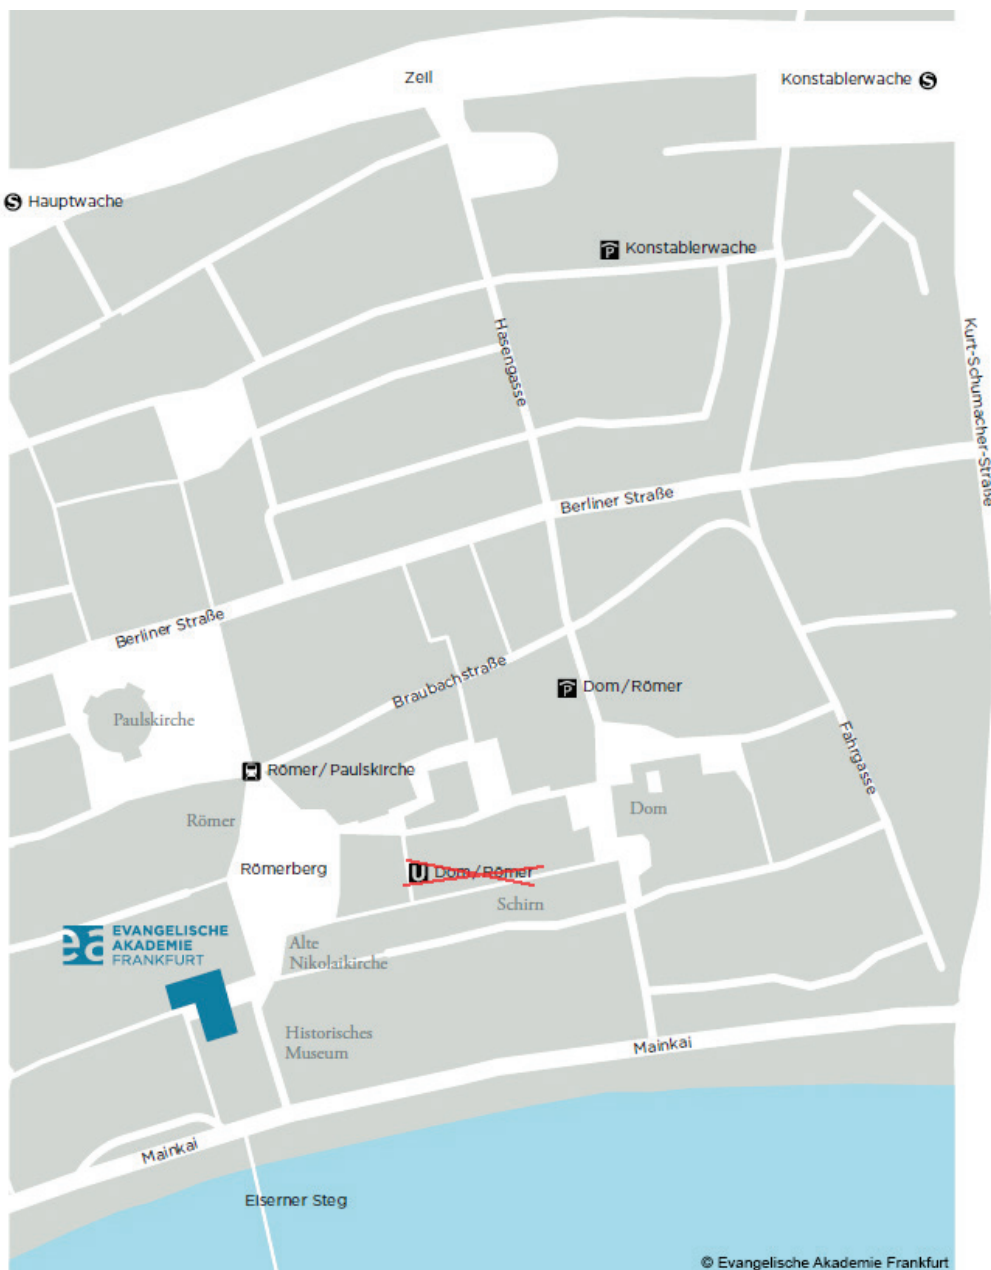 Zeil
Konstablerwache S
S Hauptwache
P Konstablerwache
Hasengasse
Kurt-Schumacher-Straße
Berliner Straße
Berliner Straße
Braubachstraße
P Dom/Römer
Paulskirche
Fahrgasse
Römer/Paulskirche
Römer
Dom
Römerberg
U Dom/Römer
Schirn
ea EVANGELISCHE
AKADEMIE
FRANKFURT
Alte
Nikolaikirche
Historisches
Museum
Mainkai
Mainkai
Eiserner Steg
© Evangelische Akademie Frankfurt